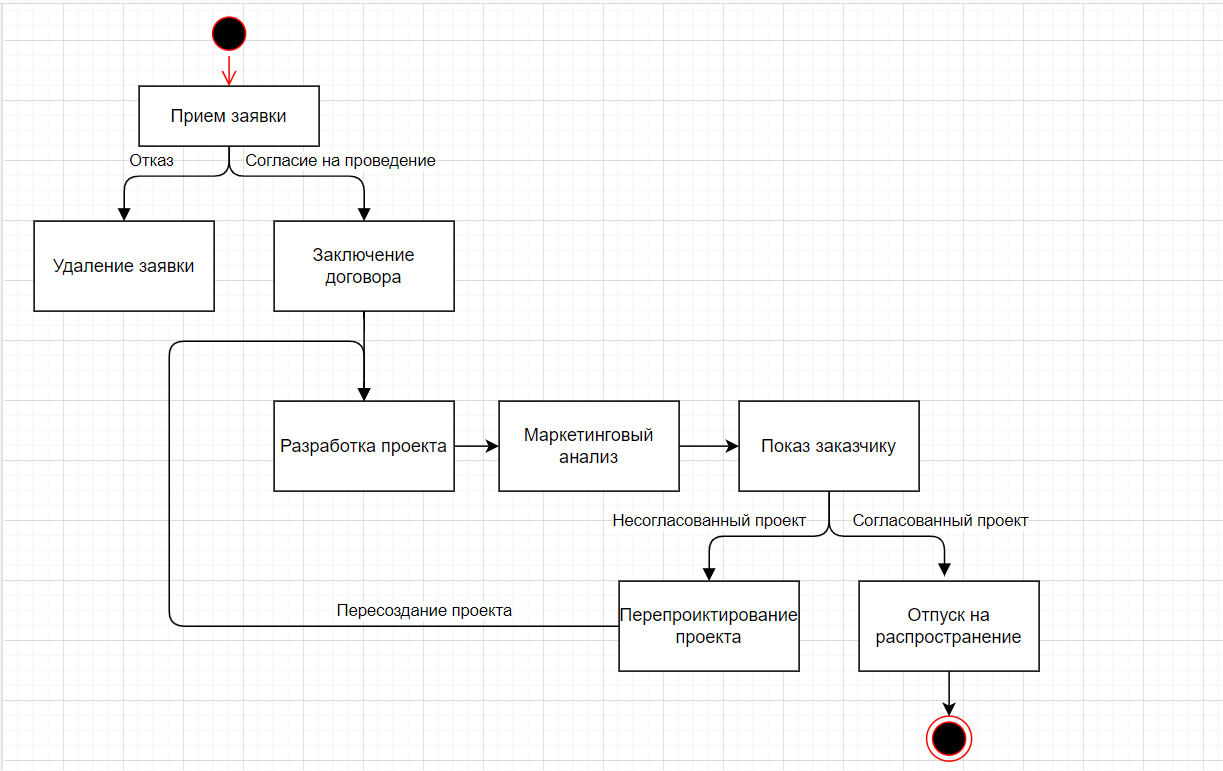 Прием заявки
Отказ
Согласие на проведение
Удаление заявки
Заключение
договора
Разработка проекта
Маркетинговый
анализ
Показ заказчику
Несогласованный проект
Согласованный проект
Пересоздание проекта
Перепроиктирование
проекта
Отпуск на
распространение